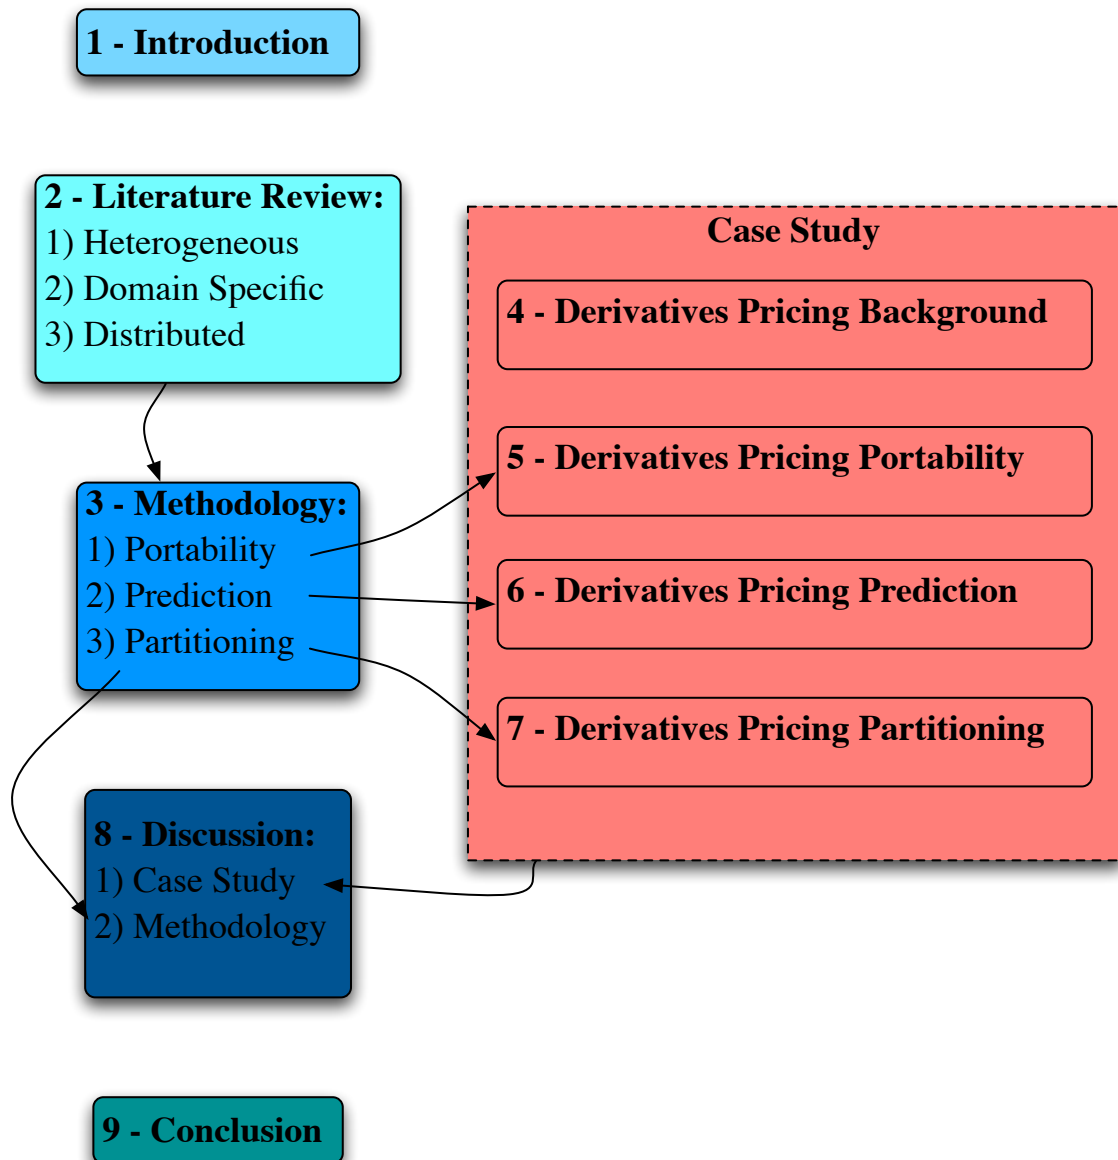 1 - Introduction
2 - Literature Review:
1) Heterogeneous
2) Domain Specific
3) Distributed
3 - Methodology:
1) Portability
2) Prediction
3) Partitioning
Case Study
4 - Derivatives Pricing Background
5 - Derivatives Pricing Portability
6 - Derivatives Pricing Prediction
7 - Derivatives Pricing Partitioning
8 - Discussion:
1) Case Study
2) Methodology
9 - Conclusion